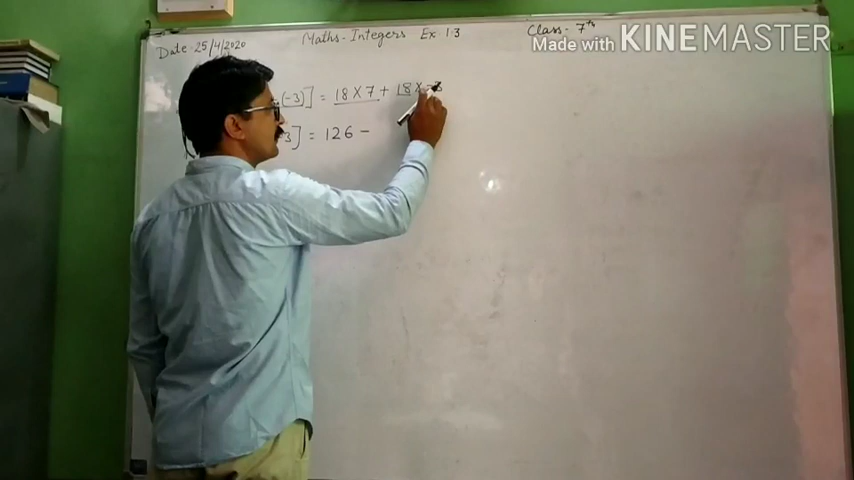 Date-25/4/2020 Maths-Integers Ex-1.3 Class-7th
Made with KINEMASTER
(-3)] = 18 X 7 + 18 X -3
-3] = 126 -